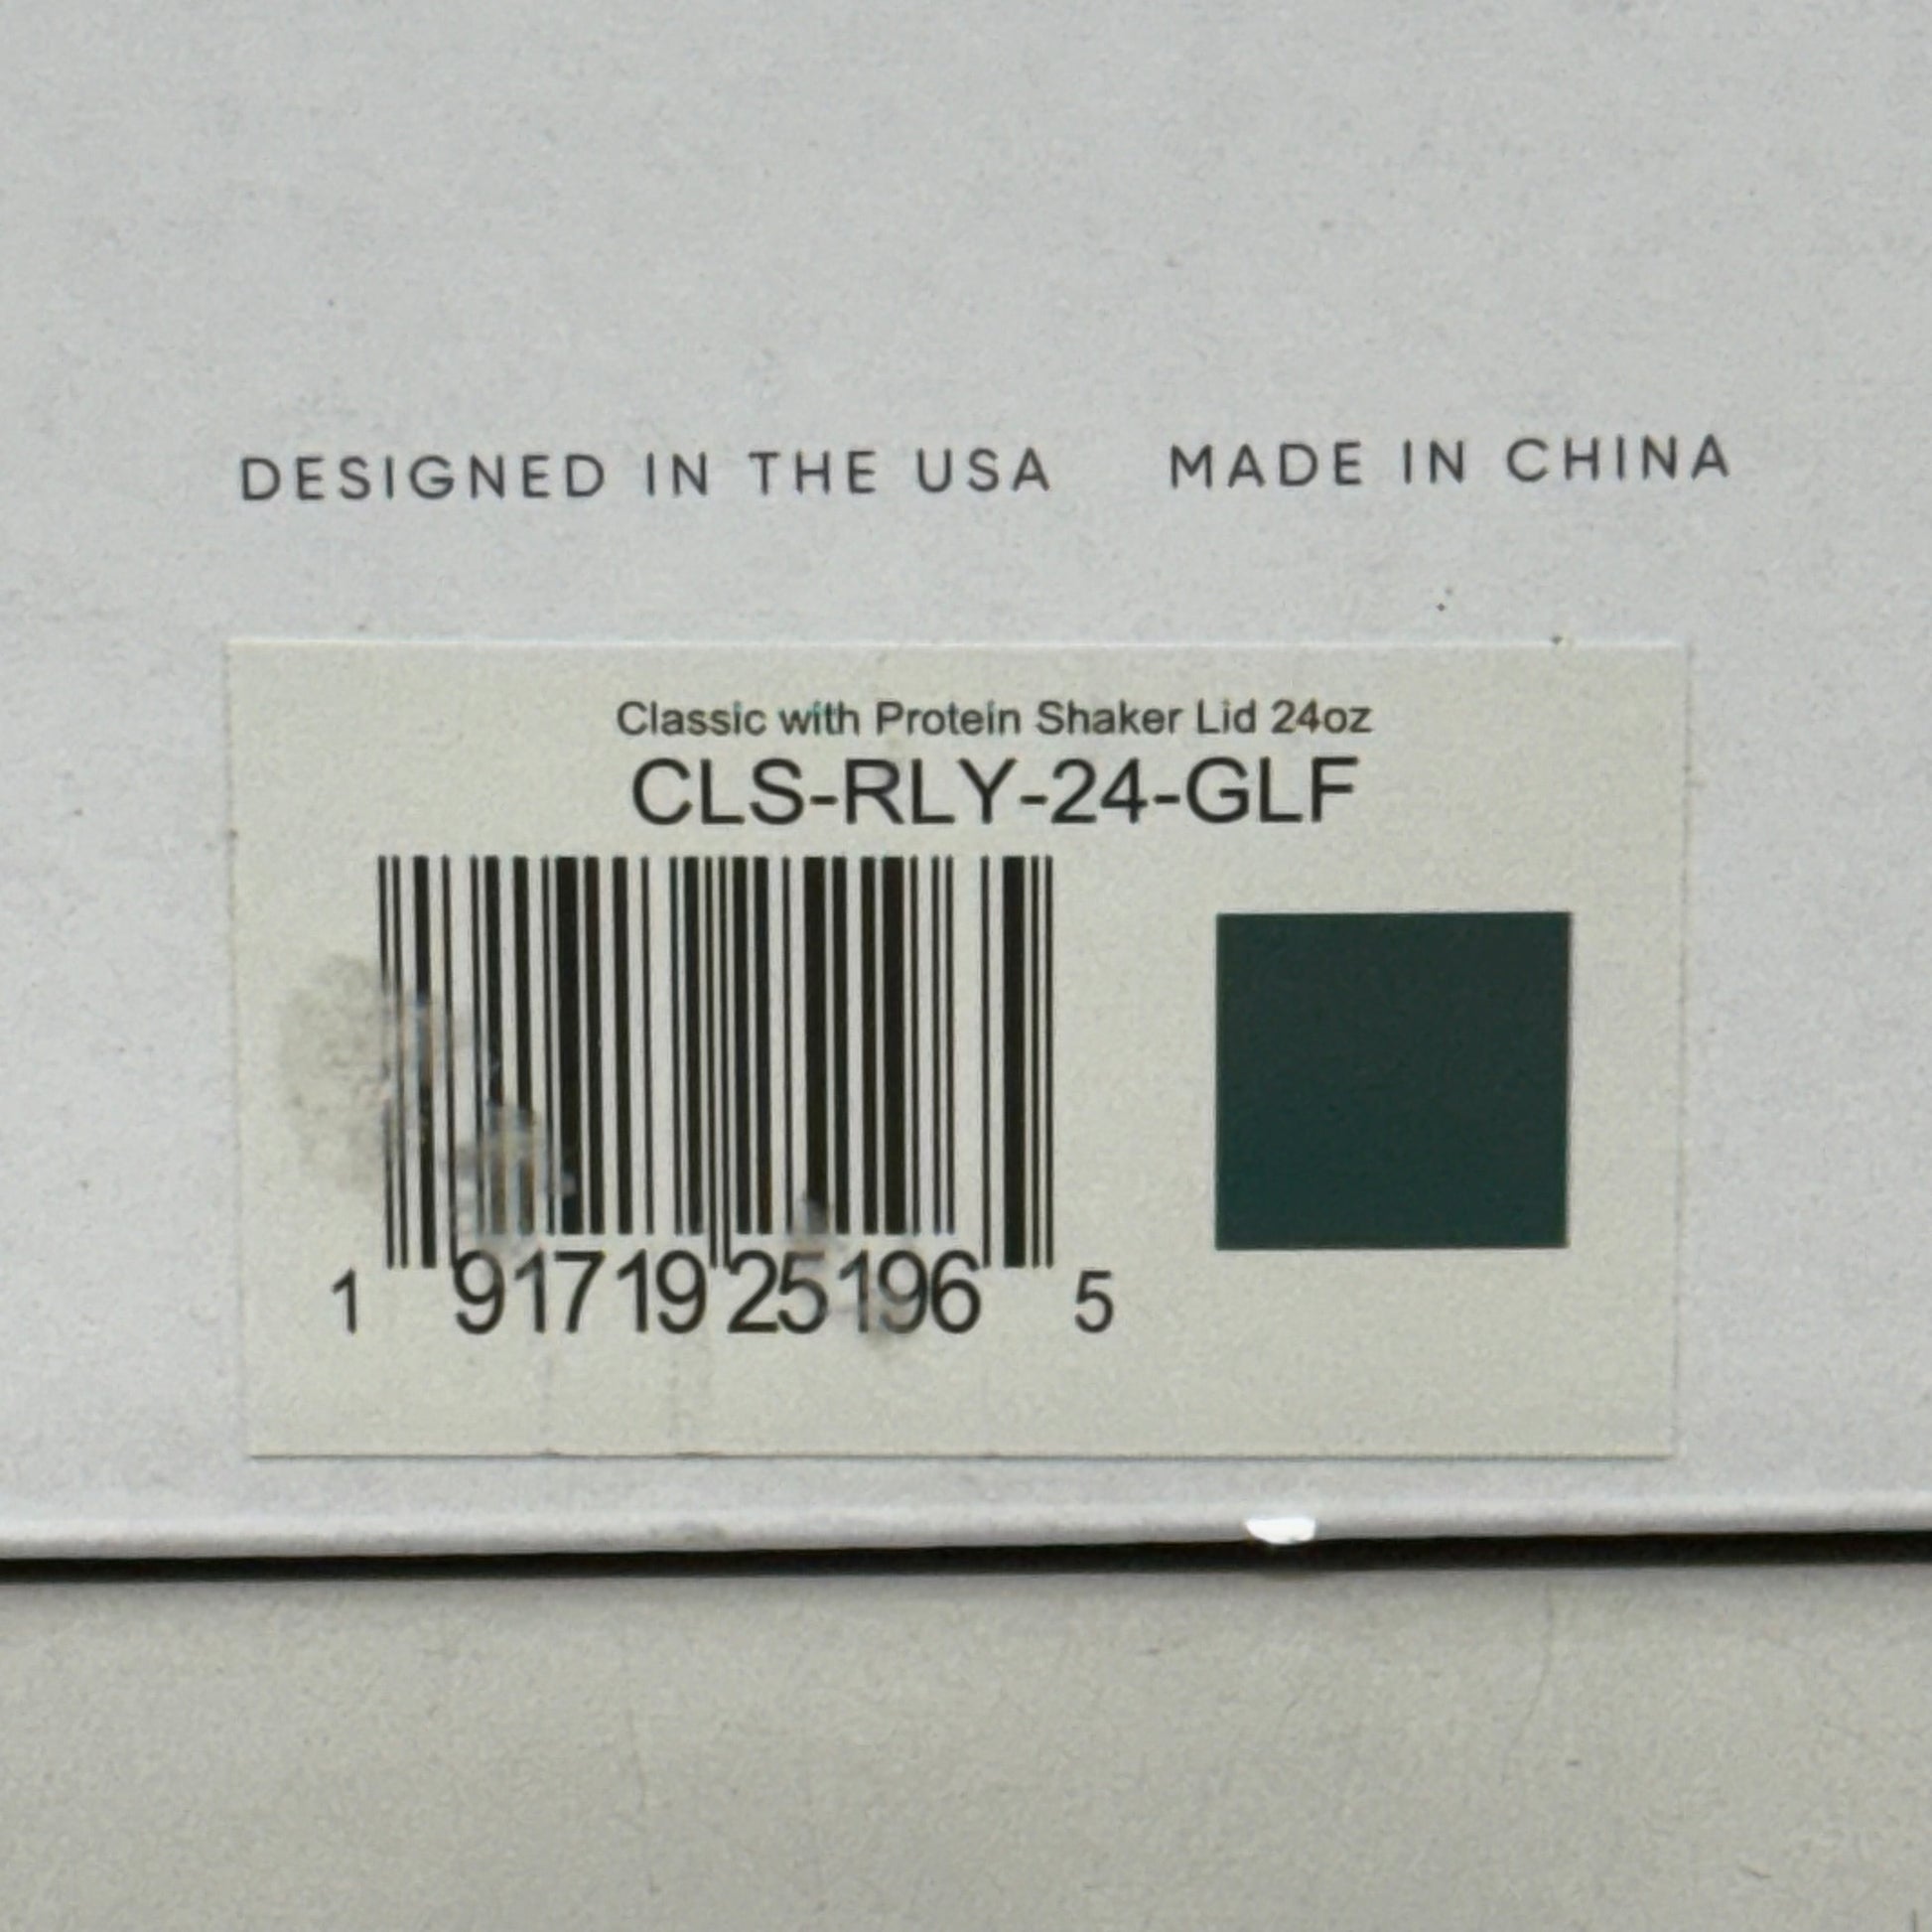 DESIGNED IN THE USA MADE IN CHINA
Classic with Protein Shaker Lid 24oz
CLS-RLY-24-GLF
1 91719 25196 5